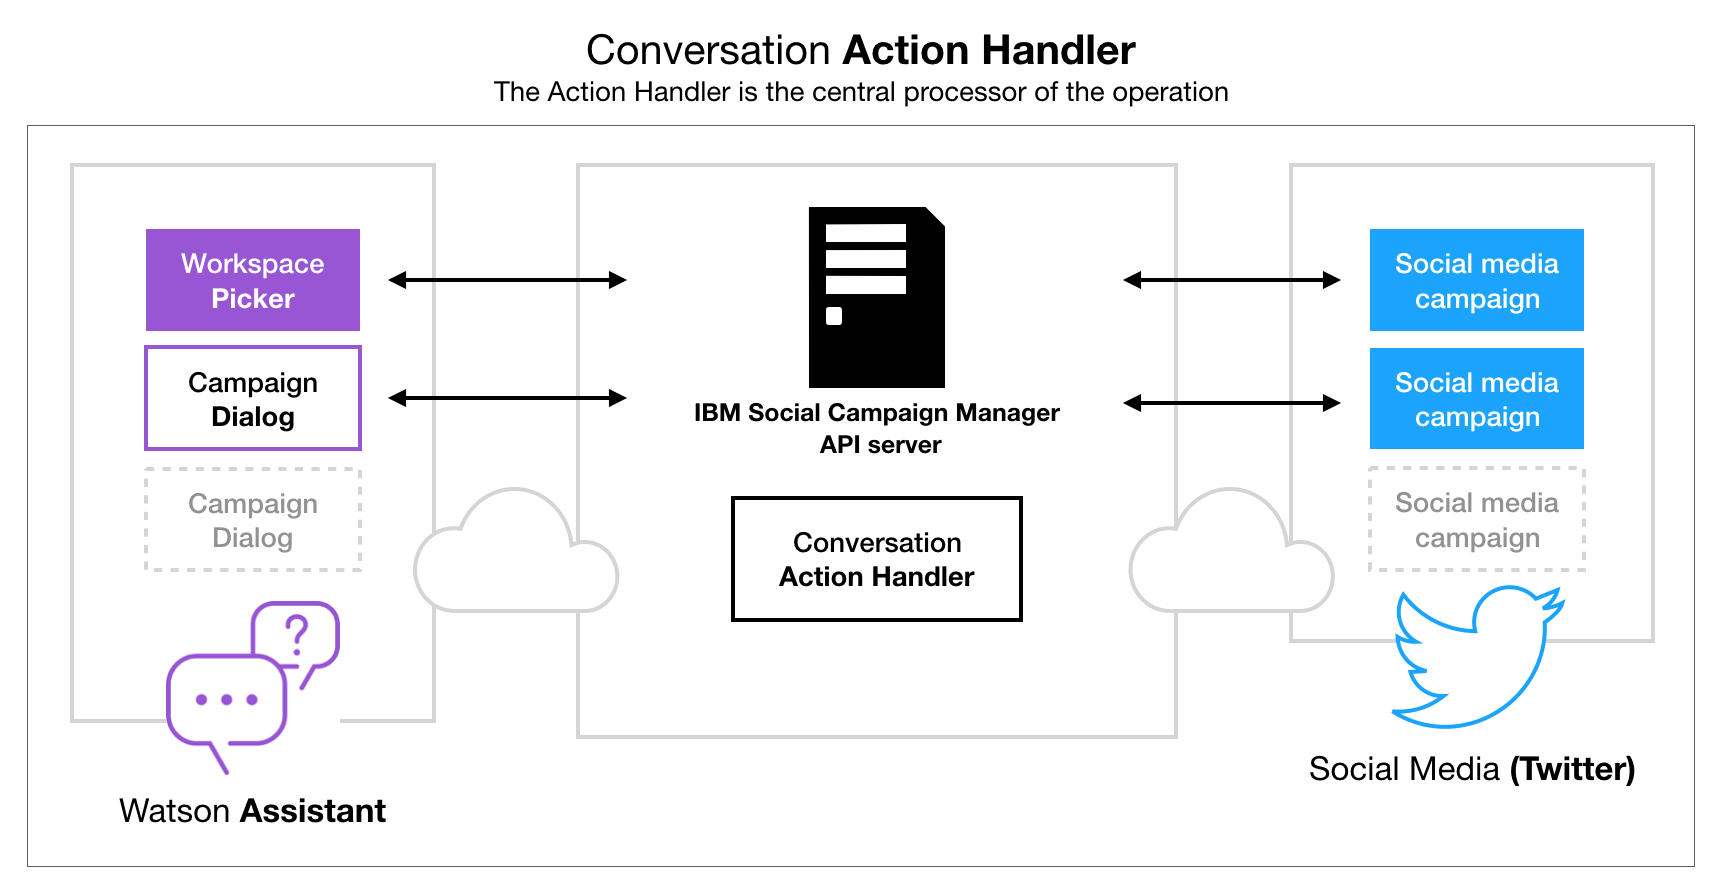 Conversation Action Handler
The Action Handler is the central processor of the operation
Workspace
Picker
Campaign
Dialog
Campaign
Dialog
?
Watson Assistant
IBM Social Campaign Manager
API server
Conversation
Action Handler
Social media
campaign
Social media
campaign
Social media
campaign
Social Media (Twitter)